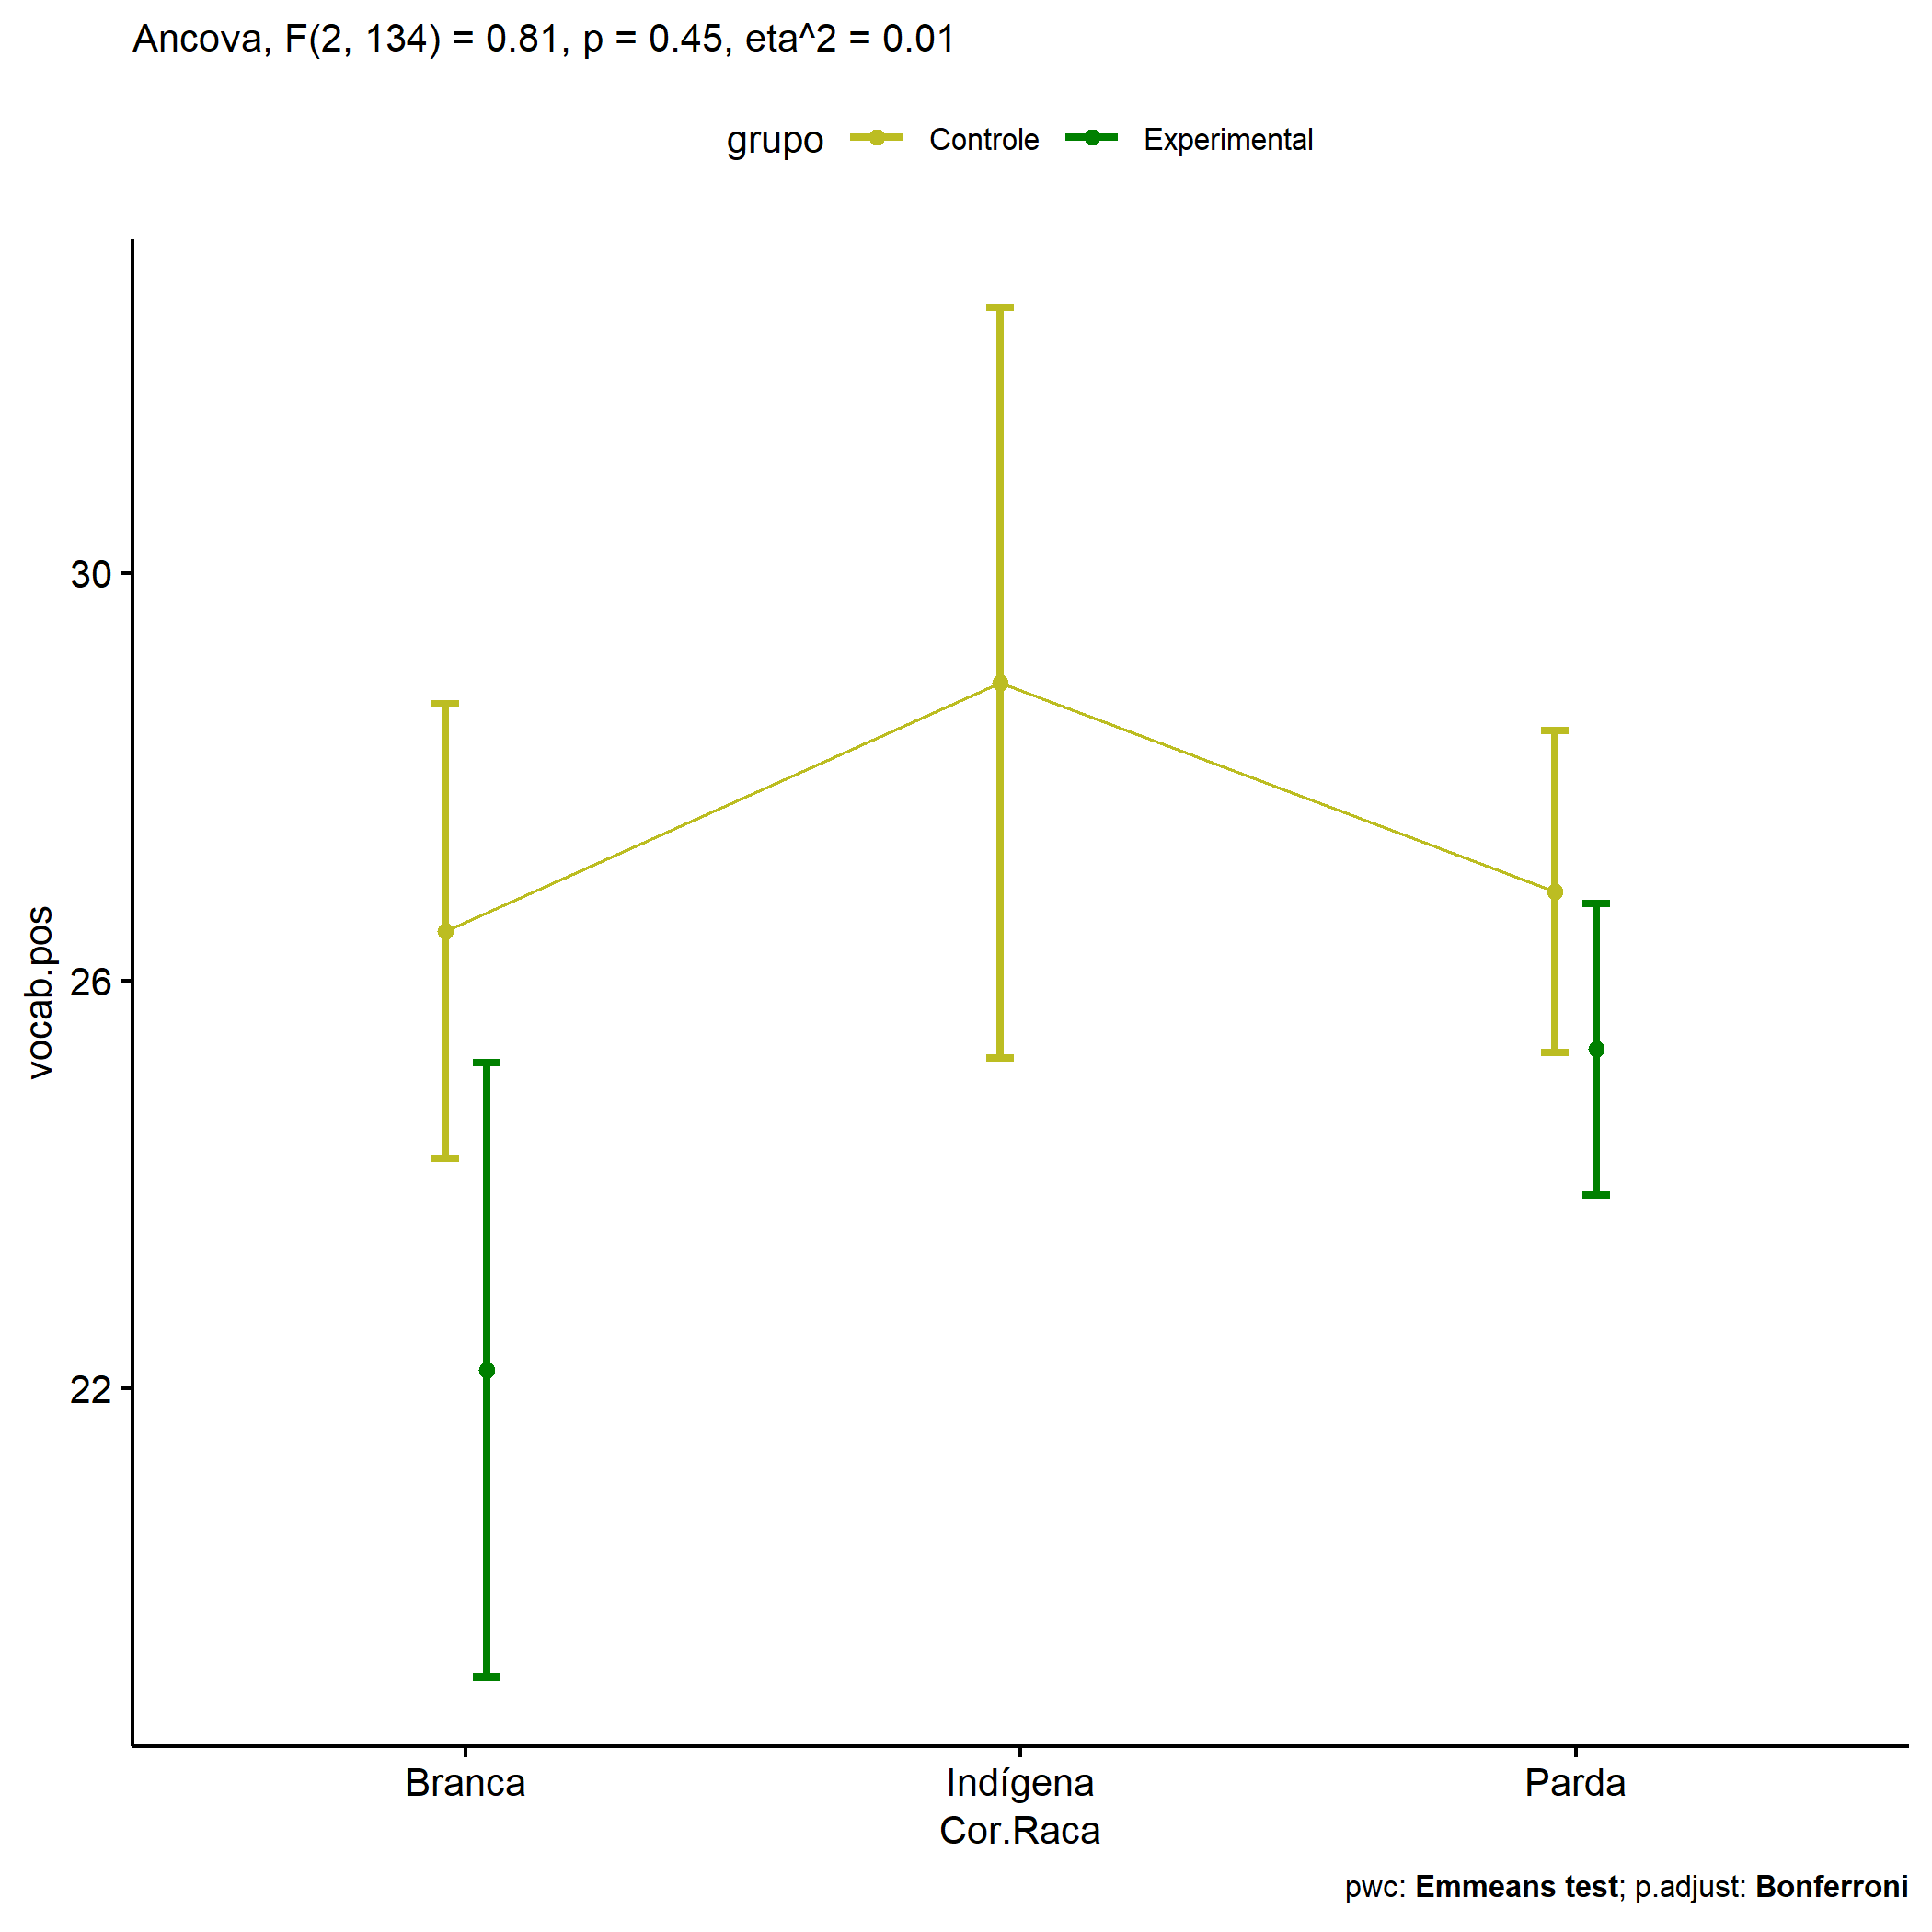 Ancova, F(2, 134) = 0.81, p = 0.45, eta^2 = 0.01
grupo Controle Experimental
30
26
22
vocab.pos
Branca Indígena Parda
Cor.Raca
pwc: Emmeans test; p.adjust: Bonferroni